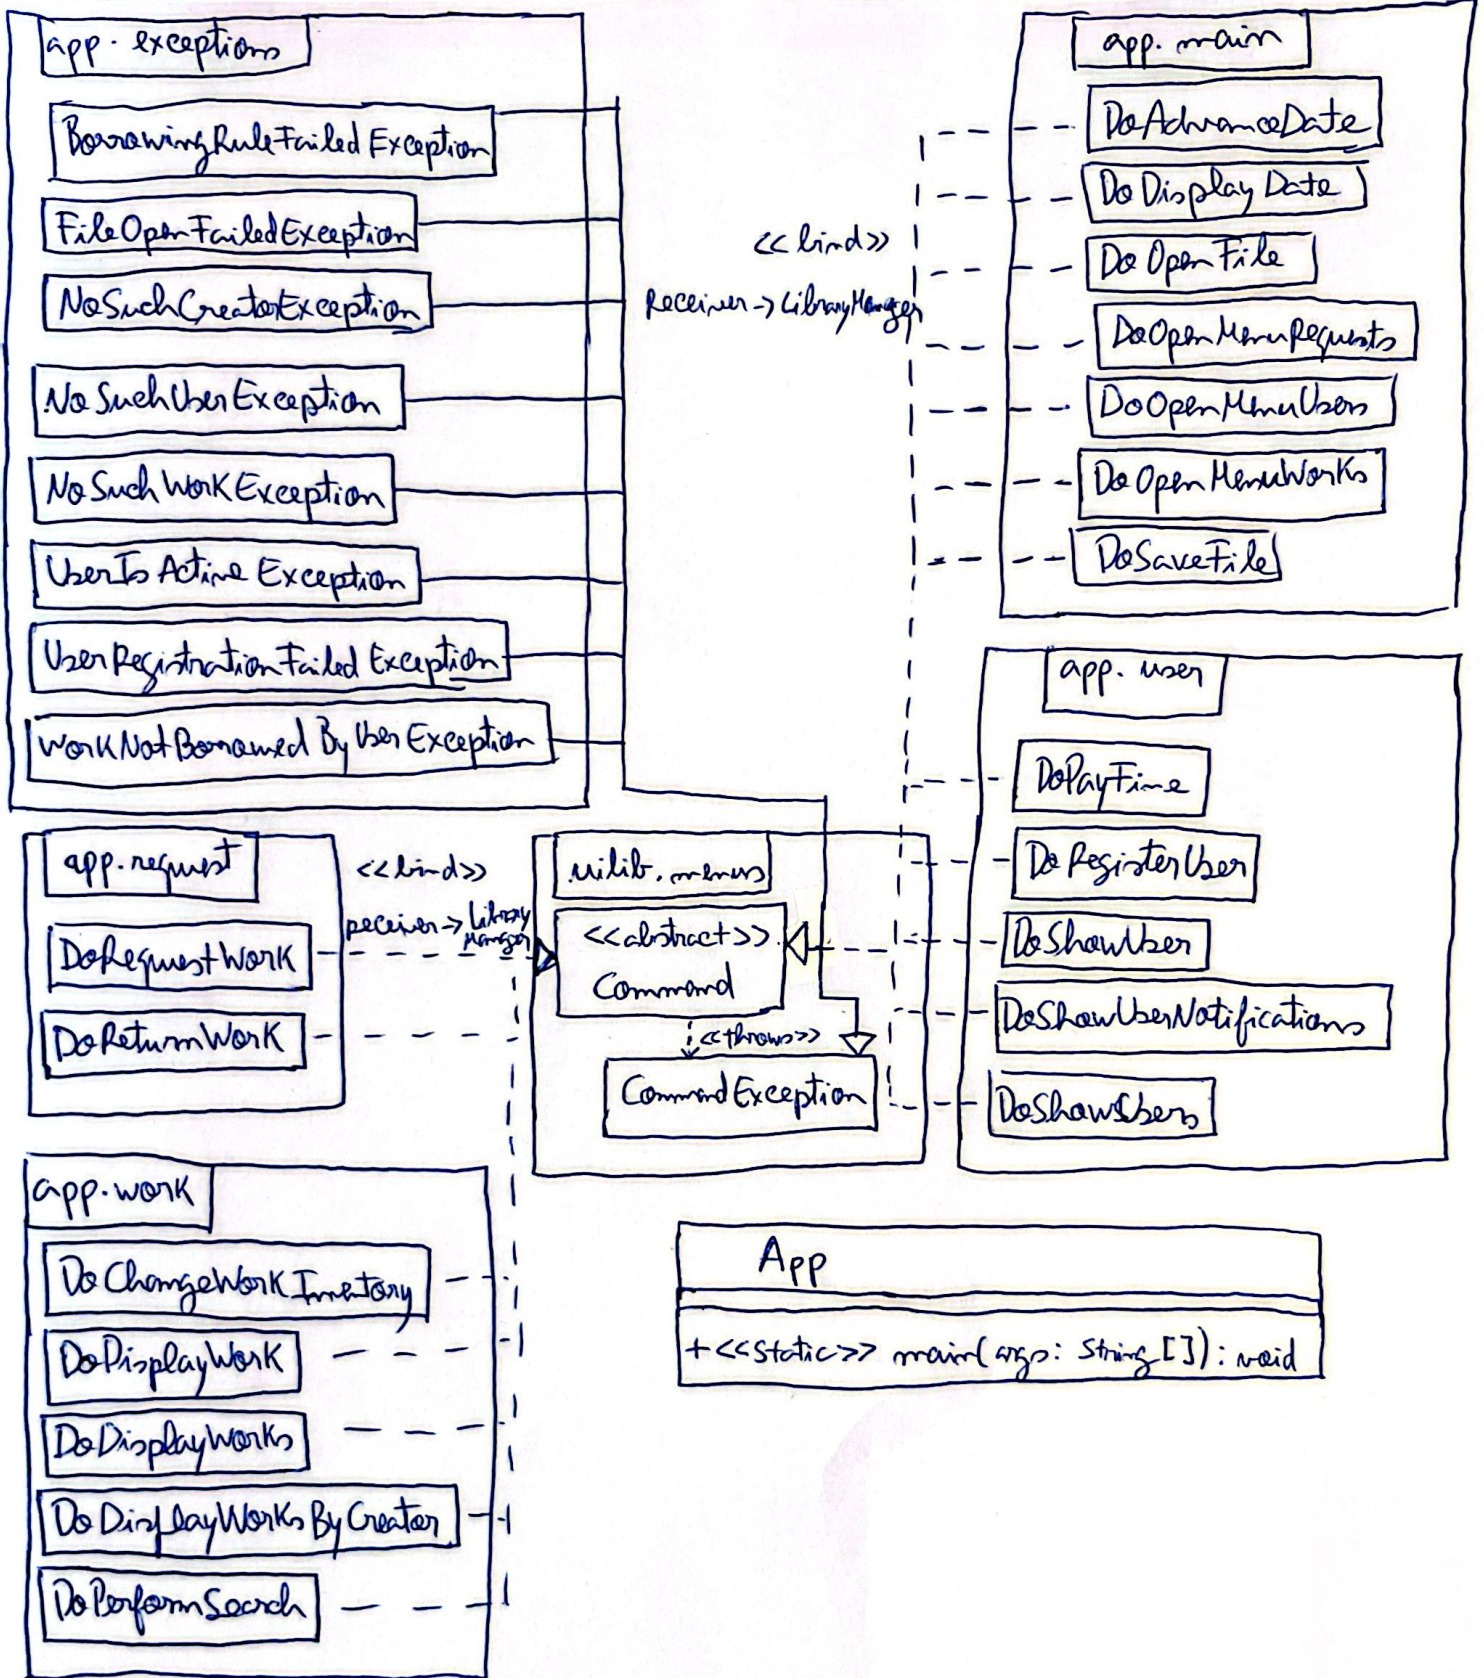 app.exceptions
BorrowingRuleFailedException
FileOpenFailedException
NoSuchCreatorException
NoSuchUserException
NoSuchWorkException
UserIsActiveException
UserRegistrationFailedException
WorkNotBorrowedByUserException
<<bind>>
Receiver → LibraryManager
app.main
DoAdvanceDate
DoDisplayDate
DoOpenFile
DoOpenMenuRequests
DoOpenMenuUsers
DoOpenMenuWorks
DoSaveFile
app.user
DoPayFine
DoRegisterUser
DoShowUser
DoShowUserNotifications
DoShowUsers
app.request
DoRequestWork
DoReturnWork
<<bind>>
Receiver → Library
Manager
uilib.menus
<<abstract>>
Command
<<throws>>
CommandException
app.work
DoChangeWorkInventory
DoDisplayWork
DoDisplayWorks
DoDisplayWorksByCreator
DoPerformSearch
App
+<<static>> main(args: String[]): void